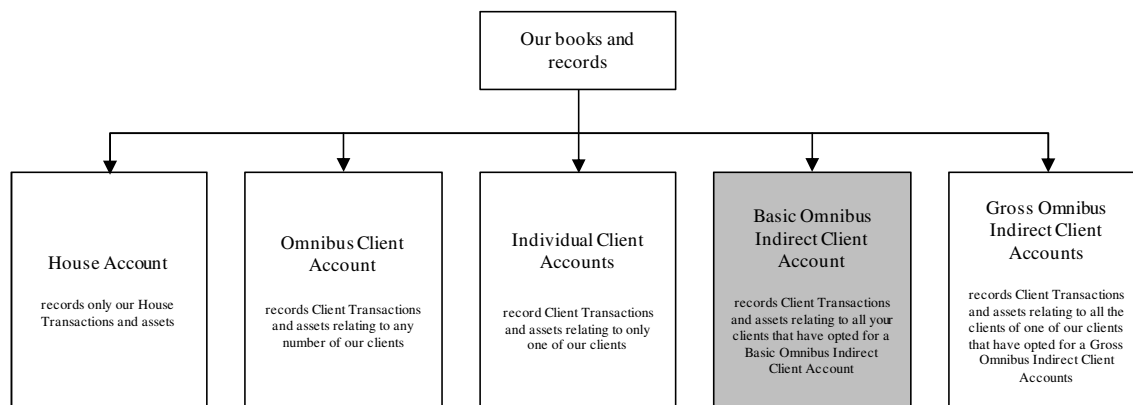 Our books and
records
House Account
records only our House
Transactions and assets
Omnibus Client
Account
records Client Transactions
and assets relating to any
number of our clients
Individual Client
Accounts
record Client Transactions
and assets relating to only
one of our clients
Basic Omnibus
Indirect Client
Account
records Client Transactions
and assets relating to all your
clients that have opted for a
Basic Omnibus Indirect
Client Account
Gross Omnibus
Indirect Client
Accounts
records Client Transactions
and assets relating to all the
clients of one of our clients
that have opted for a Gross
Omnibus Indirect Client
Accounts